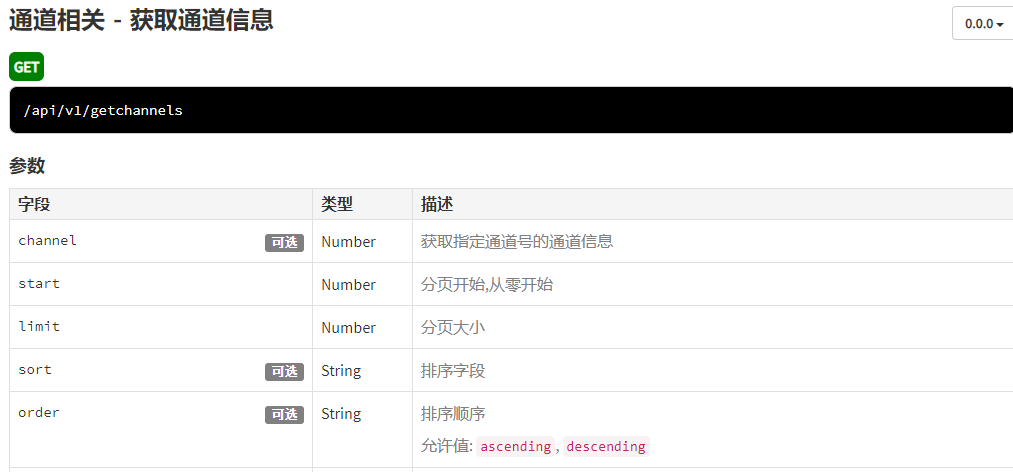 通道相关 - 获取通道信息
0.0.0
GET
/api/v1/getchannels
参数
字段 类型 描述
channel 可选 Number 获取指定通道号的通道信息
start Number 分页开始,从零开始
limit Number 分页大小
sort 可选 String 排序字段
order 可选 String 排序顺序
允许值: ascending, descending